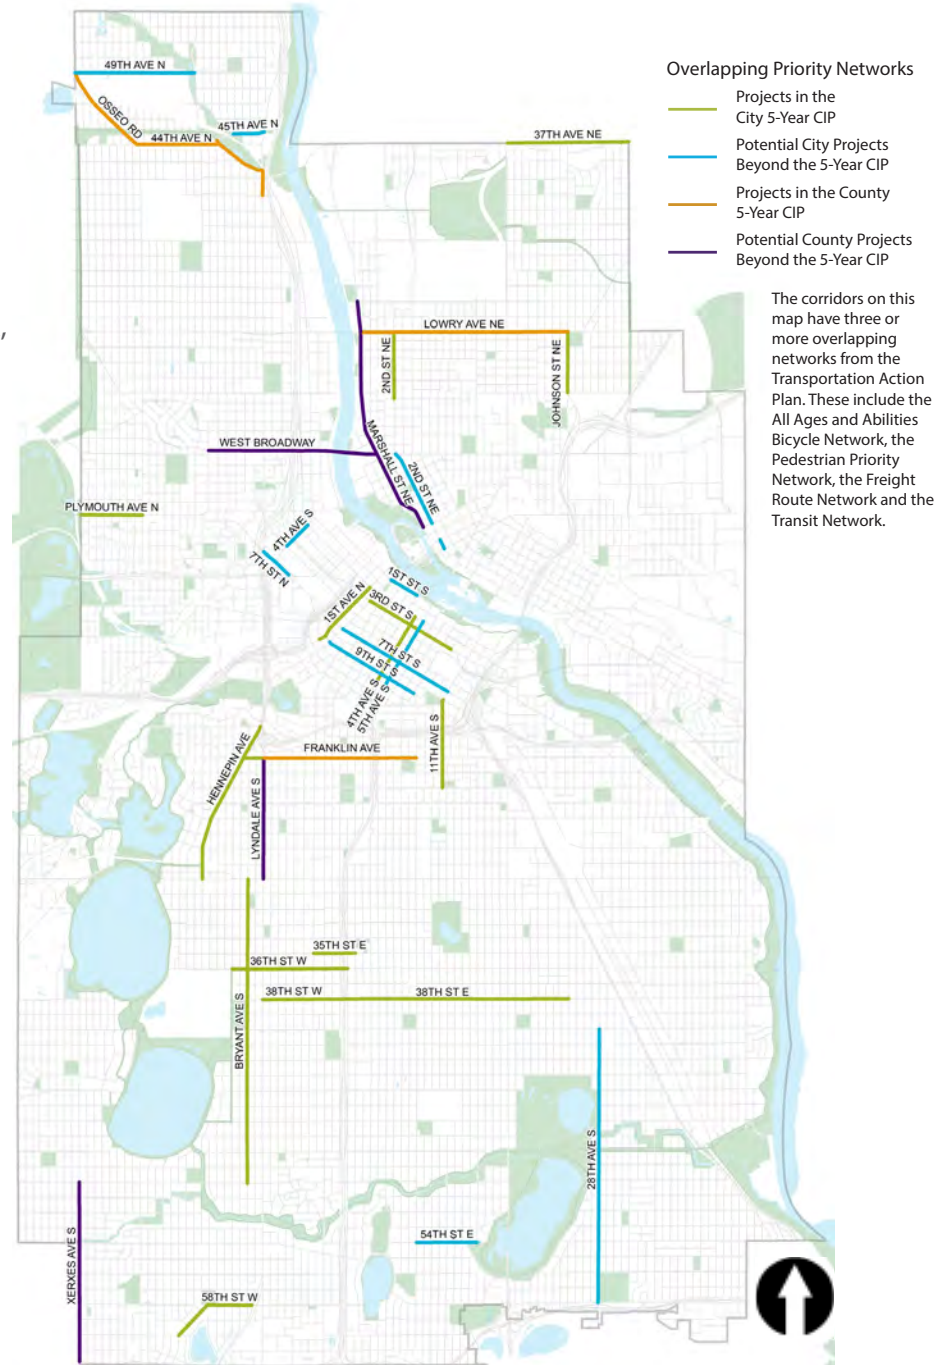 49TH AVE N
OSSEO RD
45TH AVE N
44TH AVE N
37TH AVE NE
Overlapping Priority Networks
Projects in the
City 5-Year CIP
Potential City Projects
Beyond the 5-Year CIP
Projects in the County
5-Year CIP
Potential County Projects
Beyond the 5-Year CIP
The corridors on this
map have three or
more overlapping
networks from the
Transportation Action
Plan. These include the
All Ages and Abilities
Bicycle Network, the
Pedestrian Priority
Network, the Freight
Route Network and the
Transit Network.
,
LOWRY AVE NE
2ND ST NE
JOHNSON ST NE
WEST BROADWAY
MARSHALL ST NE
2ND ST NE
PLYMOUTH AVE N
4TH AVE S
7TH ST N
1ST ST S
1ST AVE N
3RD ST S
7TH ST S
9TH ST S
4TH AVE S
5TH AVE S
11TH AVE S
HENNEPIN AVE
FRANKLIN AVE
LYNDALE AVE S
35TH ST E
36TH ST W
38TH ST W
38TH ST E
BRYANT AVE S
28TH AVE S
54TH ST E
XERXES AVE S
58TH ST W